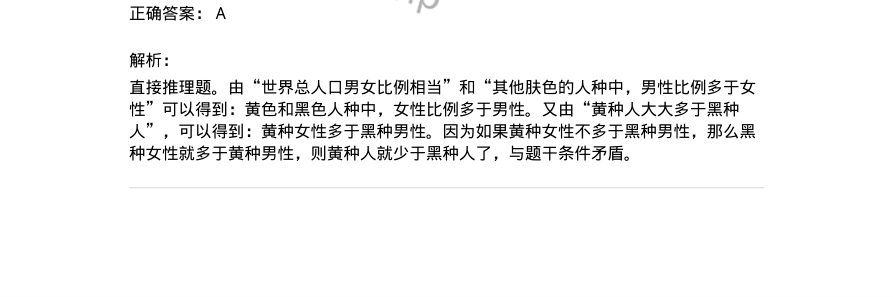 正确答案： A
解析：
直接推理题。由“世界总人口男女比例相当”和“其他肤色的人种中，男性比例多于女
性”可以得到：黄色和黑色人种中，女性比例多于男性。又由“黄种人大大多于黑种
人”，可以得到：黄种女性多于黑种男性。因为如果黄种女性不多于黑种男性，那么黑
种女性就多于黄种男性，则黄种人就少于黑种人了，与题干条件矛盾。